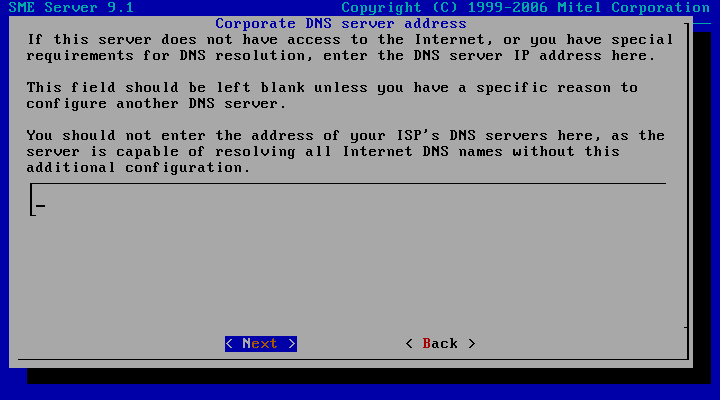 SME Server 9.1 Copyright (C) 1999-2006 Mitel Corporation
Corporate DNS server address
If this server does not have access to the Internet, or you have special
requirements for DNS resolution, enter the DNS server IP address here.
This field should be left blank unless you have a specific reason to
configure another DNS server.
You should not enter the address of your ISP's DNS servers here, as the
server is capable of resolving all Internet DNS names without this
additional configuration.
< Next > < Back >